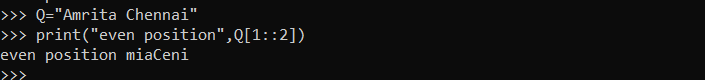 >>> Q="Amrita Chennai"
>>> print("even position",Q[1::2])
even position miaCeni
>>>